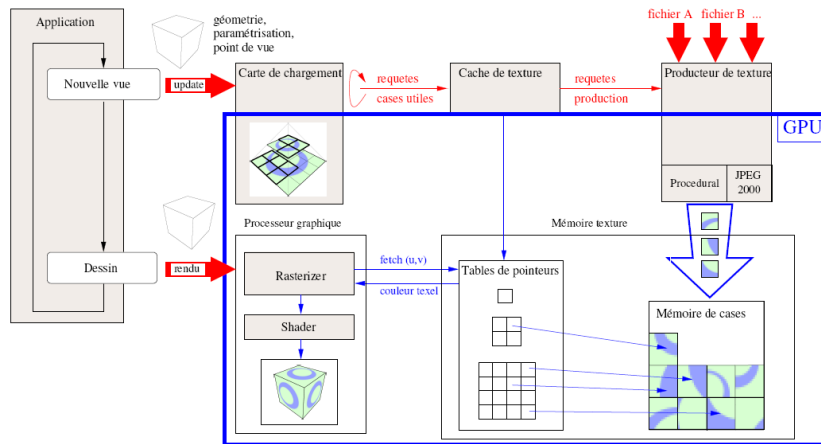 Application
géometrie,
paramétrisation,
point de vue
fichier A
fichier B ...
Nouvelle vue
update
Carte de chargement
requetes
cases utiles
Cache de texture
requetes
production
Producteur de texture
GPU
Procedural
JPEG
2000
Processeur graphique
Mémoire texture
Dessin
rendu
Rasterizer
fetch (u,v)
couleur texel
Tables de pointeurs
Shader
Mémoire de cases